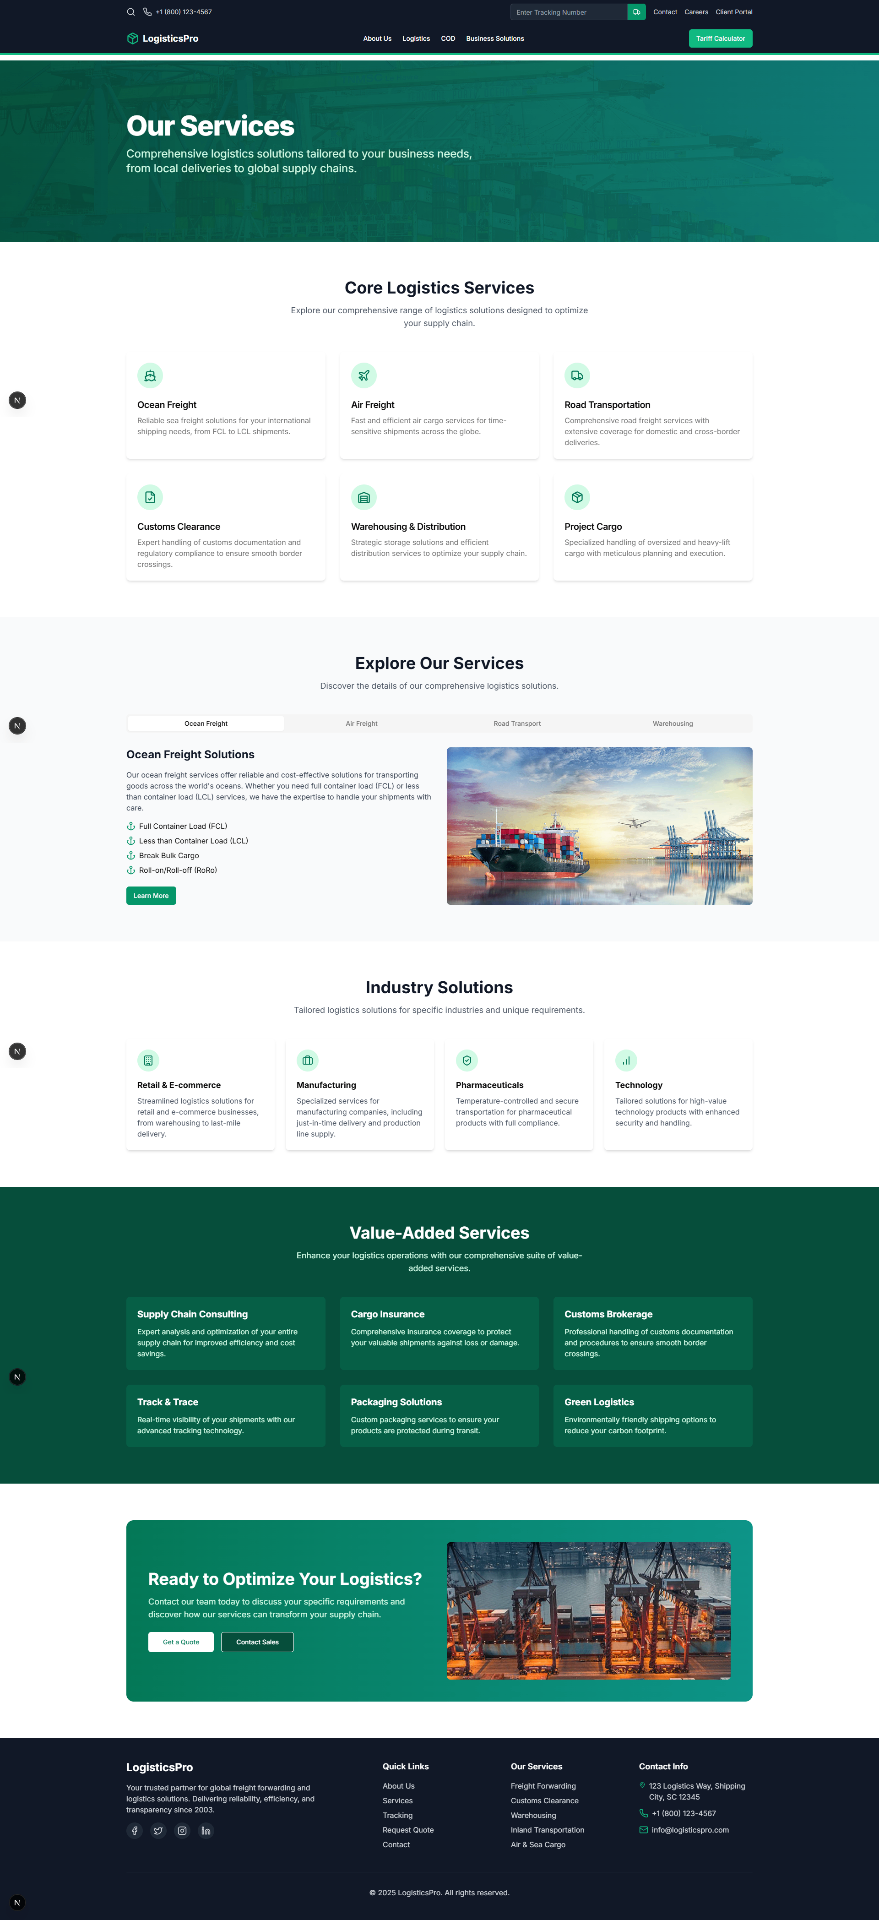 +1 (800) 123-4567
Enter Tracking Number
Contact
Careers
Client Portal
LogisticsPro
About Us
Logistics
COD
Business Solutions
Tariff Calculator
Our Services
Comprehensive logistics solutions tailored to your business needs,
from local deliveries to global supply chains.
Core Logistics Services
Explore our comprehensive range of logistics solutions designed to optimize
your supply chain.
Ocean Freight
Reliable sea freight solutions for your international
shipping needs, from FCL to LCL shipments.
Air Freight
Fast and efficient air cargo services for time-
sensitive shipments across the globe.
Road Transportation
Comprehensive road freight services with
extensive coverage for domestic and cross-border
deliveries.
Customs Clearance
Expert handling of customs documentation and
regulatory compliance to ensure smooth border
crossings.
Warehousing & Distribution
Strategic storage solutions and efficient
distribution services to optimize your supply chain.
Project Cargo
Specialized handling of oversized and heavy-lift
cargo with meticulous planning and execution.
Explore Our Services
Discover the details of our comprehensive logistics solutions.
Ocean Freight
Air Freight
Road Transport
Warehousing
Ocean Freight Solutions
Our ocean freight services offer reliable and cost-effective solutions for transporting
goods across the world's oceans. Whether you need full container load (FCL) or less
than container load (LCL) services, we have the expertise to handle your shipments with
care.
Full Container Load (FCL)
Less than Container Load (LCL)
Break Bulk Cargo
Roll-on/Roll-off (RoRo)
Learn More
Industry Solutions
Tailored logistics solutions for specific industries and unique requirements.
Retail & E-commerce
Streamlined logistics solutions for
retail and e-commerce businesses,
from warehousing to last-mile
delivery.
Manufacturing
Specialized services for
manufacturing companies, including
just-in-time delivery and production
line supply.
Pharmaceuticals
Temperature-controlled and secure
transportation for pharmaceutical
products with full compliance.
Technology
Tailored solutions for high-value
technology products with enhanced
security and handling.
Value-Added Services
Enhance your logistics operations with our comprehensive suite of value-
added services.
Supply Chain Consulting
Expert analysis and optimization of your entire
supply chain for improved efficiency and cost
savings.
Cargo Insurance
Comprehensive insurance coverage to protect
your valuable shipments against loss or damage.
Customs Brokerage
Professional handling of customs documentation
and procedures to ensure smooth border
crossings.
Track & Trace
Real-time visibility of your shipments with our
advanced tracking technology.
Packaging Solutions
Custom packaging services to ensure your
products are protected during transit.
Green Logistics
Environmentally friendly shipping options to
reduce your carbon footprint.
Ready to Optimize Your Logistics?
Contact our team today to discuss your specific requirements and
discover how our services can transform your supply chain.
Get a Quote
Contact Sales
LogisticsPro
Your trusted partner for global freight forwarding and
logistics solutions. Delivering reliability, efficiency, and
transparency since 2003.
Quick Links
About Us
Services
Tracking
Request Quote
Contact
Our Services
Freight Forwarding
Customs Clearance
Warehousing
Inland Transportation
Air & Sea Cargo
Contact Info
123 Logistics Way, Shipping
City, SC 12345
+1 (800) 123-4567
info@logisticspro.com
© 2025 LogisticsPro. All rights reserved.
N
N
N
N
N